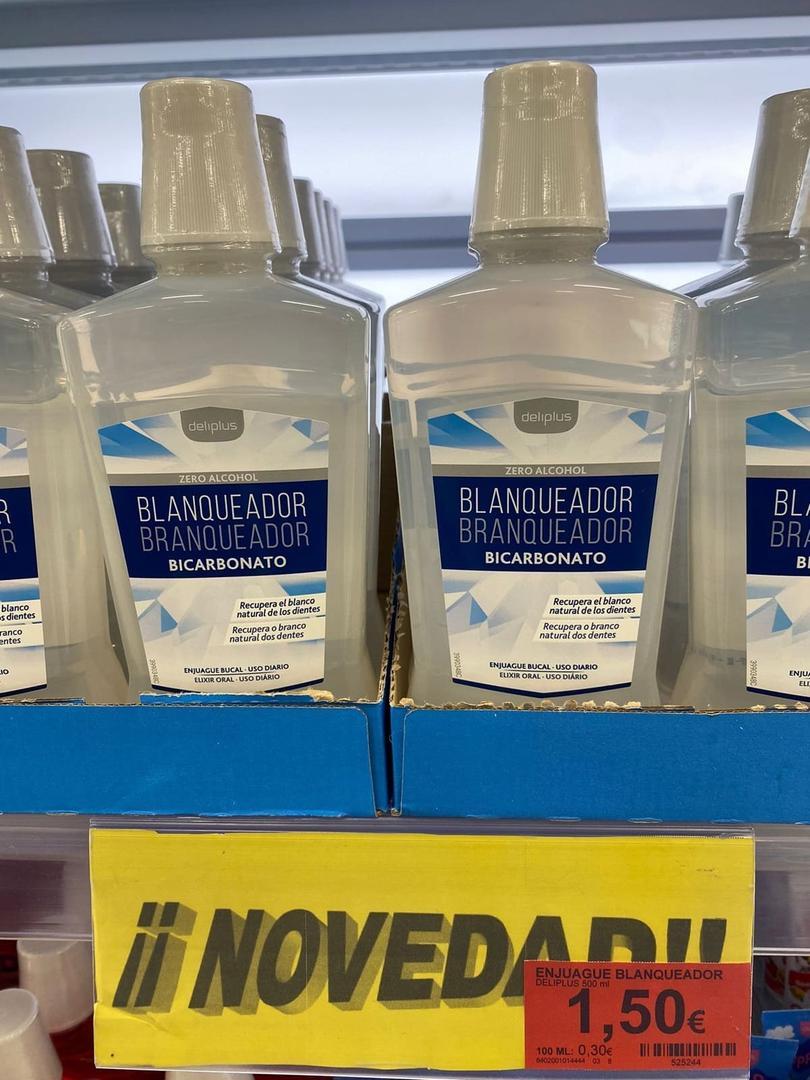 deliplus
ZERO ALCOHOL
BLANQUEADOR
BRANQUEADOR
BICARBONATO
Recupera el blanco
natural de los dientes
Recupera o branco
natural dos dentes
ENJUAGUE BUCAL · USO DIARIO
ELIXIR ORAL · USO DIÁRIO
deliplus
ZERO ALCOHOL
BLANQUEADOR
BRANQUEADOR
BICARBONATO
Recupera el blanco
natural de los dientes
Recupera o branco
natural dos dentes
ENJUAGUE BUCAL · USO DIARIO
ELIXIR ORAL · USO DIÁRIO
¡¡NOVEDAD!!
ENJUAGUE BLANQUEADOR
DELIPLUS 500 ml
1,50€
100 ML: 0,30€
525244